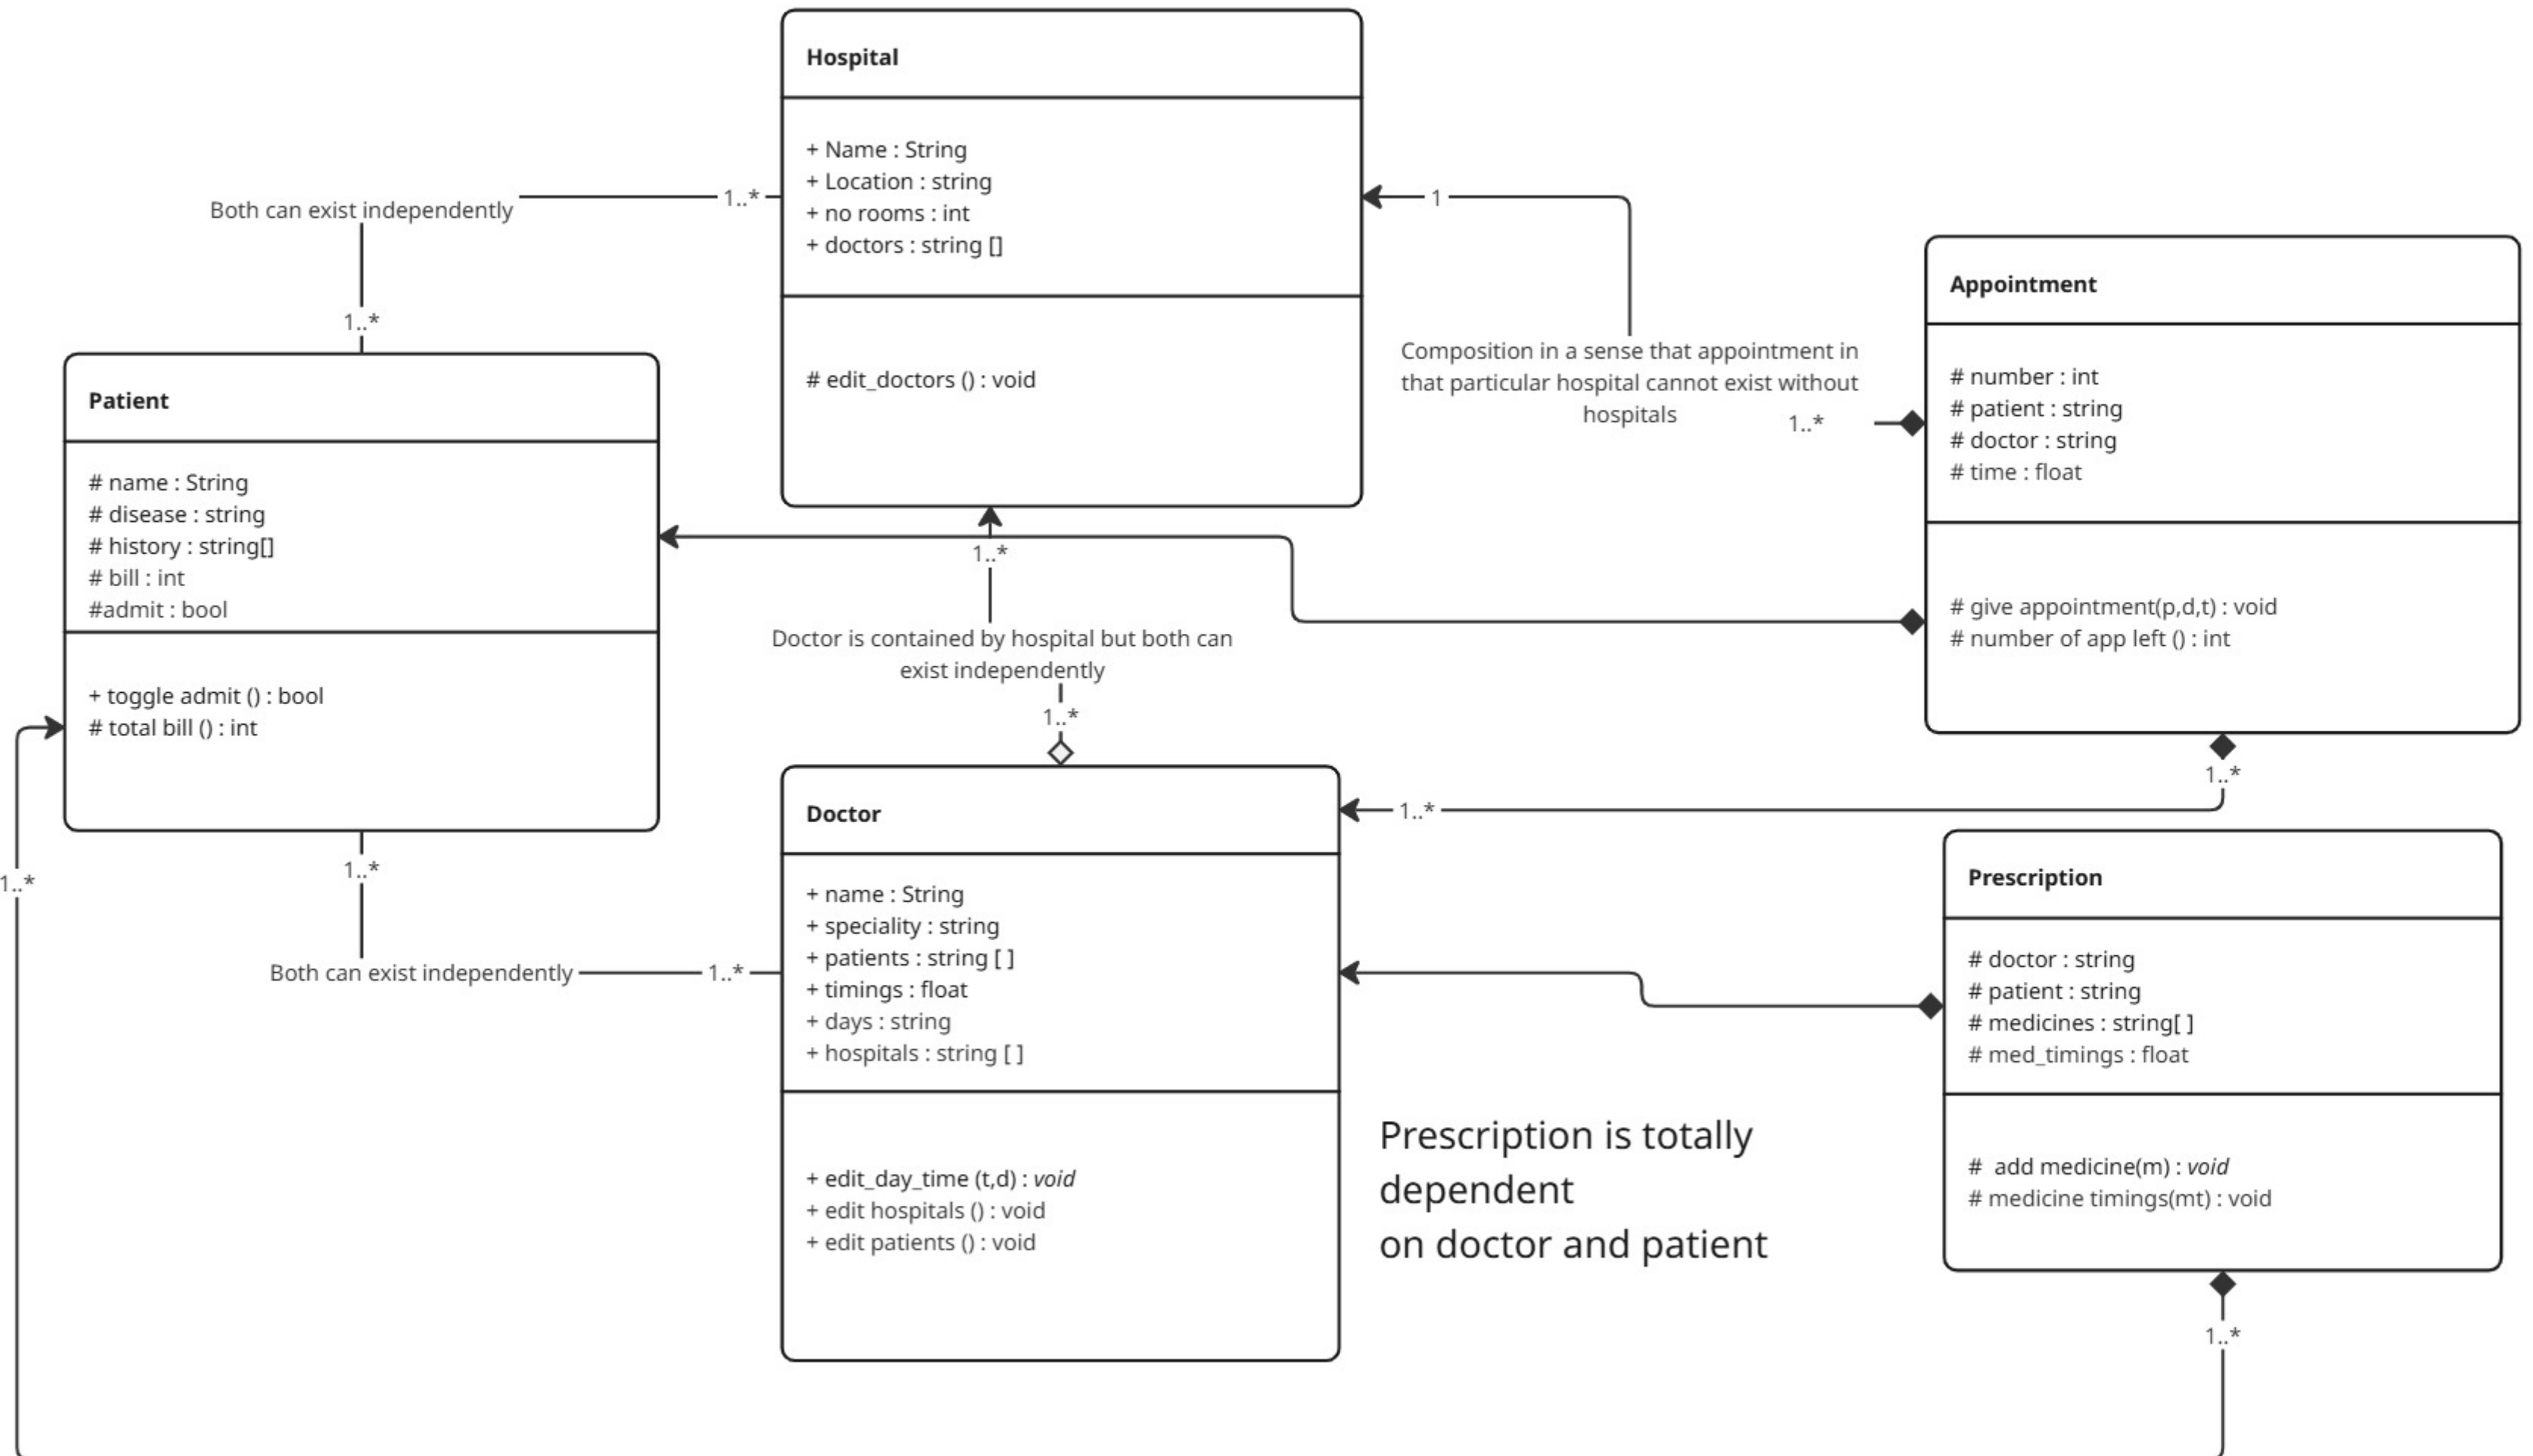 Hospital
+ Name : String
+ Location : string
+ no rooms : int
+ doctors : string []
# edit_doctors () : void
Both can exist independently
1..*
1..*
1
Composition in a sense that appointment in
that particular hospital cannot exist without
hospitals
1..*
Appointment
# number : int
# patient : string
# doctor : string
# time : float
# give appointment(p,d,t) : void
# number of app left () : int
Patient
# name : String
# disease : string
# history : string[]
# bill : int
#admit : bool
+ toggle admit () : bool
# total bill () : int
1..*
Doctor is contained by hospital but both can
exist independently
1..*
1..*
1..*
1..*
1..*
Both can exist independently
1..*
Doctor
+ name : String
+ speciality : string
+ patients : string [ ]
+ timings : float
+ days : string
+ hospitals : string [ ]
+ edit_day_time (t,d) : void
+ edit hospitals () : void
+ edit patients () : void
Prescription
# doctor : string
# patient : string
# medicines : string[ ]
# med_timings : float
#  add medicine(m) : void
# medicine timings(mt) : void
Prescription is totally
dependent
on doctor and patient
1..*